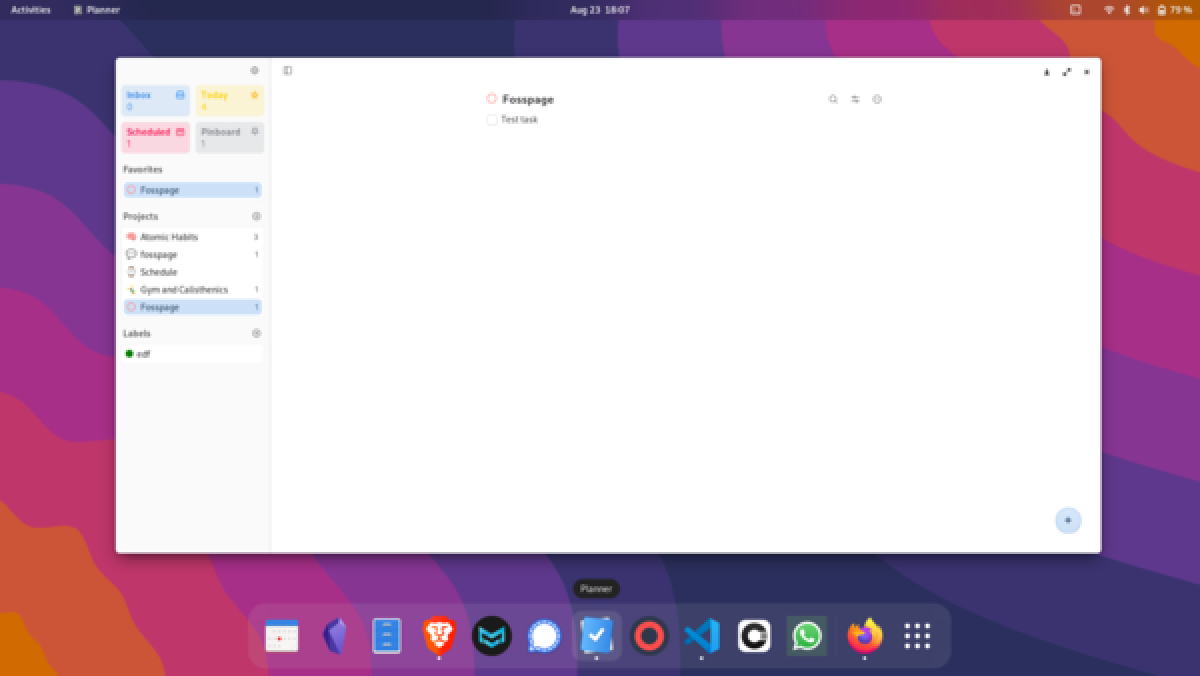 Activities Planner Aug 23 18:07 79 %
Inbox
0
Today
4
Scheduled
1
Pinboard
1
Favorites
Fosspage 1
Projects
Atomic Habits 3
fosspage 1
Schedule
Gym and Calisthenics 1
Fosspage 1
Labels
edf
Fosspage
Test task
Planner